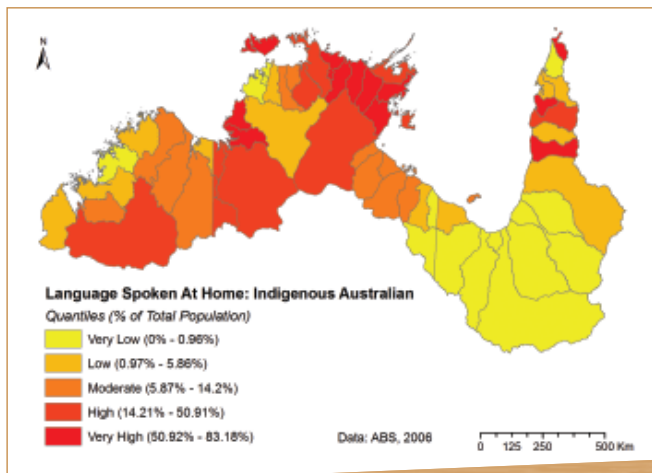 N
Language Spoken At Home: Indigenous Australian
Quantiles (% of Total Population)
Very Low (0% - 0.96%)
Low (0.97% - 5.86%)
Moderate (5.87% - 14.2%)
High (14.21% - 50.91%)
Very High (50.92% - 83.18%)
Data: ABS, 2006
0 125 250 500 Km